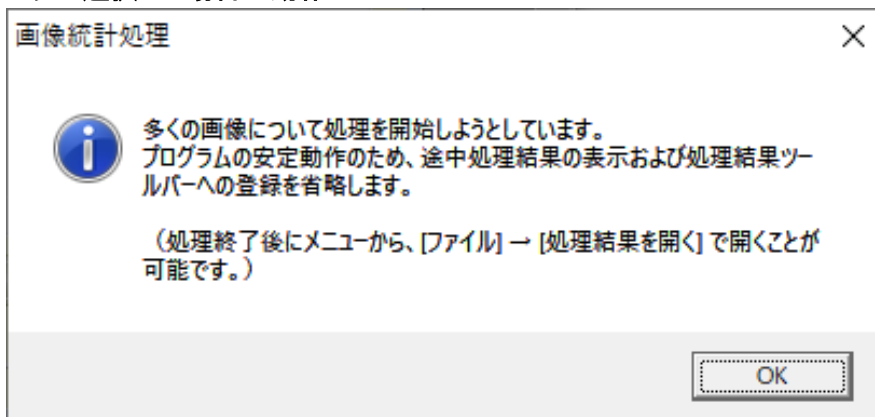 画像統計処理
多くの画像について処理を開始しようとしています。
プログラムの安定動作のため、途中処理結果の表示および処理結果ツー
ルバーへの登録を省略します。
（処理終了後にメニューから、[ファイル] → [処理結果を開く] で開くことが
可能です。）
OK